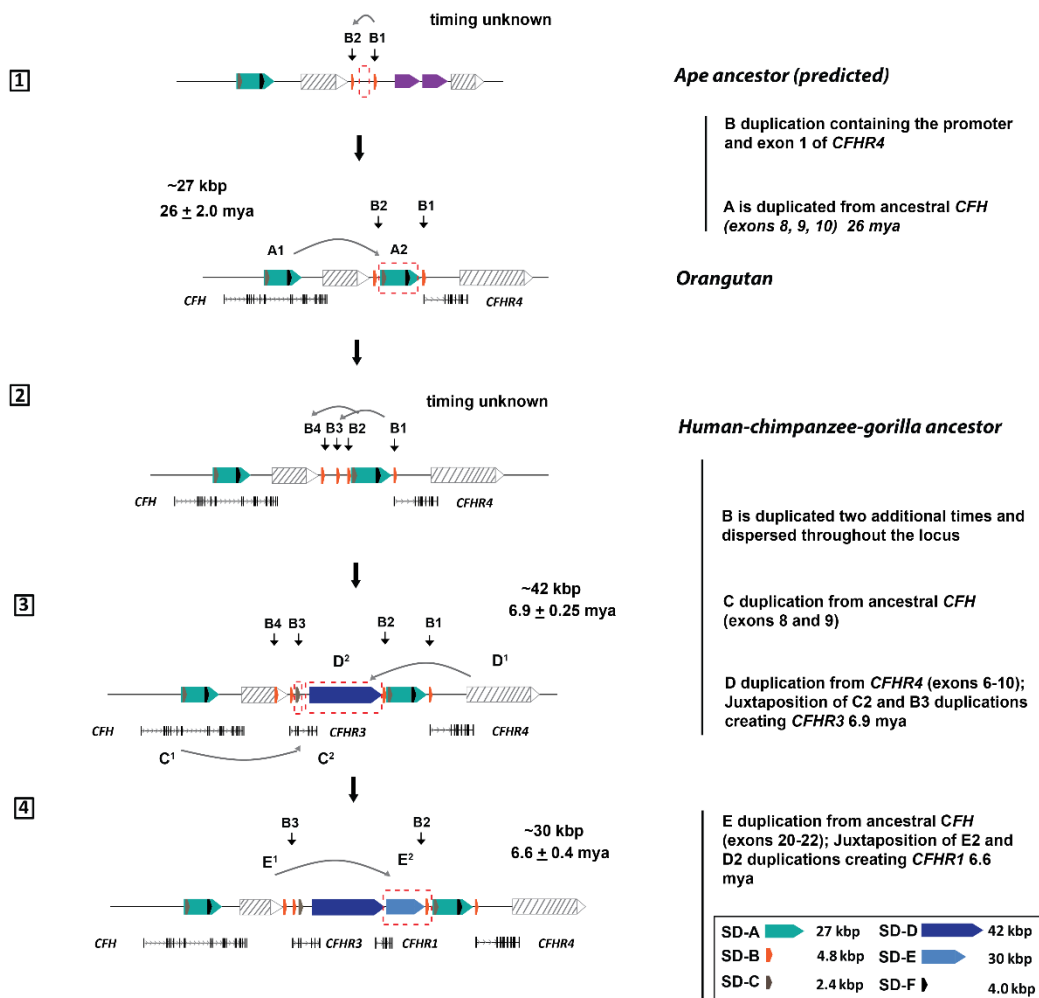 timing unknown
B2 B1
1
Ape ancestor (predicted)
B duplication containing the promoter
and exon 1 of CFHR4
~27 kbp
26 ± 2.0 mya
B2 B1
A is duplicated from ancestral CFH
(exons 8, 9, 10) 26 mya
A1 A2
Orangutan
CFH CFHR4
2
timing unknown
B4 B3 B2 B1
Human-chimpanzee-gorilla ancestor
CFH CFHR4
B is duplicated two additional times and
dispersed throughout the locus
3
~42 kbp
6.9 ± 0.25 mya
C duplication from ancestral CFH
(exons 8 and 9)
B4 B3 B2 B1
D² D¹
D duplication from CFHR4 (exons 6-10);
Juxtaposition of C2 and B3 duplications
creating CFHR3 6.9 mya
CFH CFHR3 CFHR4
C¹ C²
4
B3 B2
~30 kbp
6.6 ± 0.4 mya
E¹ E²
E duplication from ancestral CFH
(exons 20-22); Juxtaposition of E2 and
D2 duplications creating CFHR1 6.6
mya
CFH CFHR3 CFHR1 CFHR4
SD-A 27 kbp SD-D 42 kbp
SD-B 4.8 kbp SD-E 30 kbp
SD-C 2.4 kbp SD-F 4.0 kbp